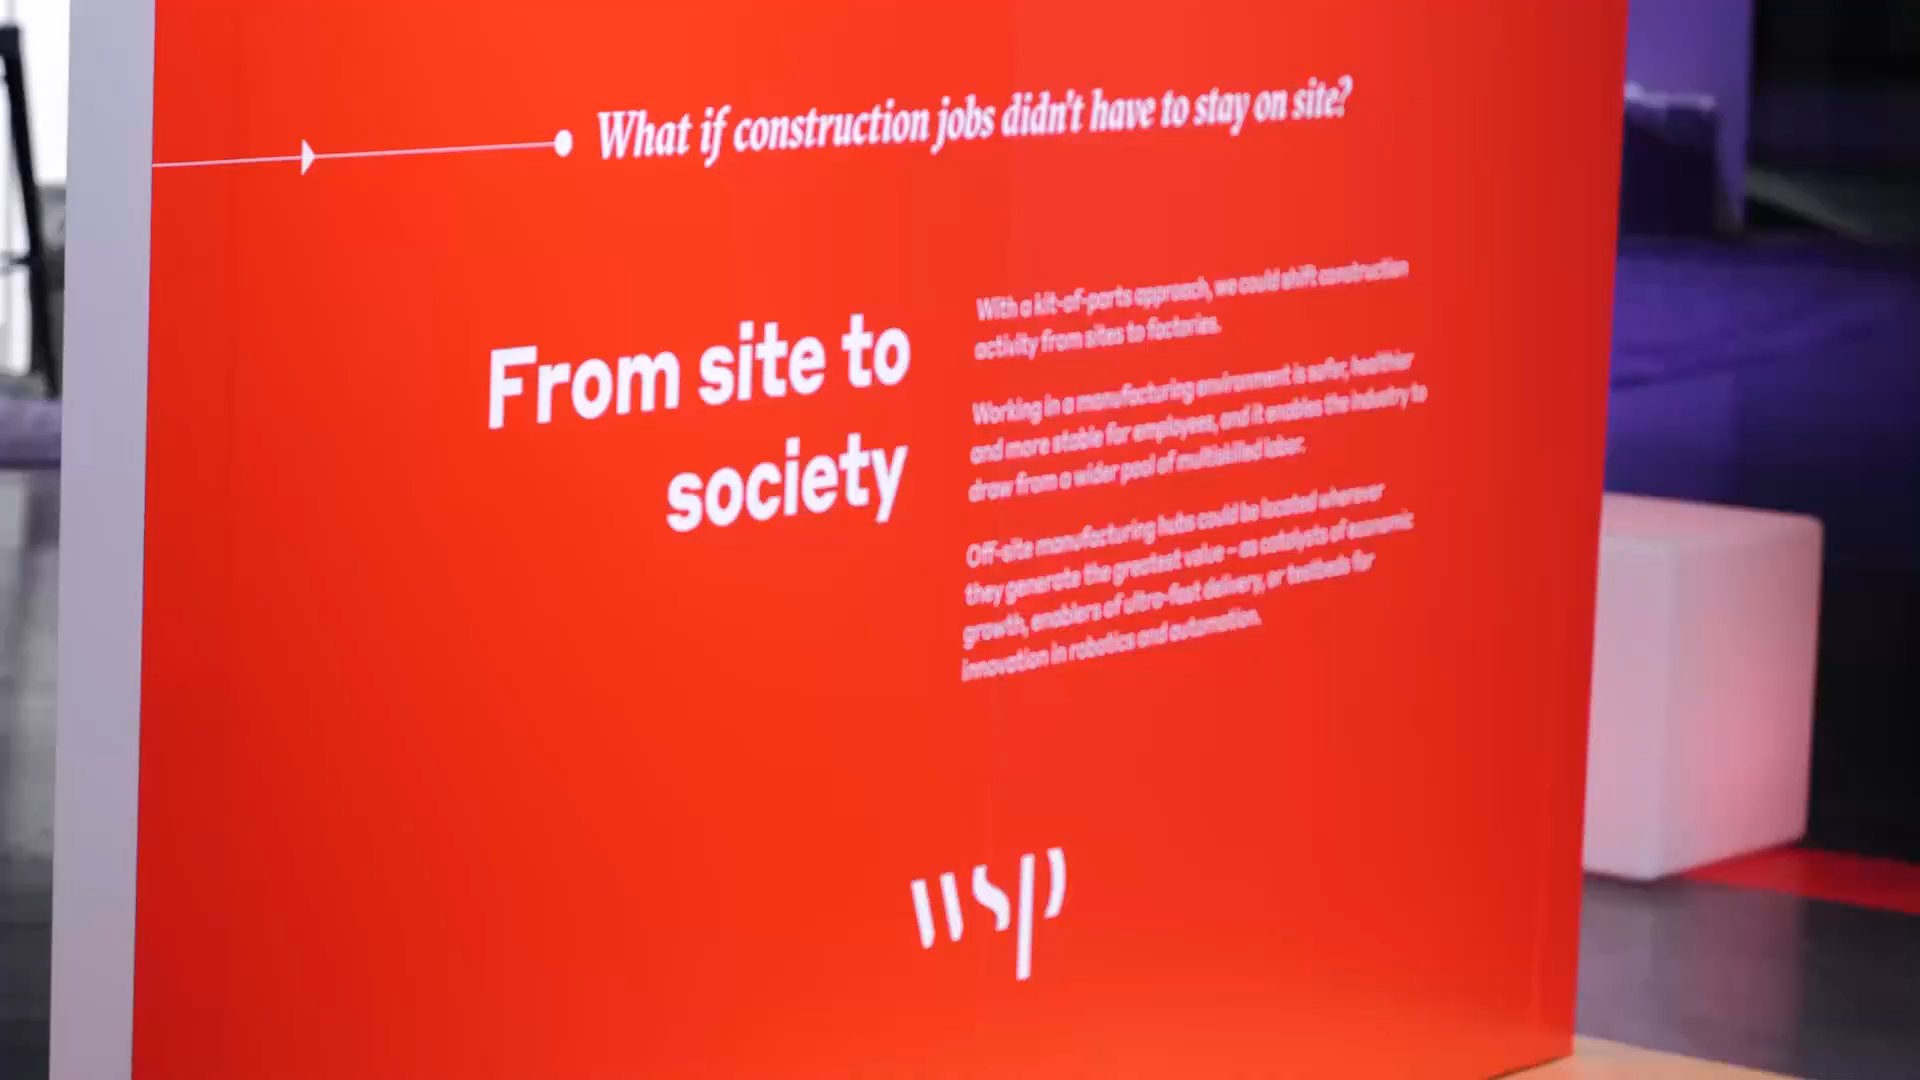 What if construction jobs didn't have to stay on site?
From site to
society
With a kit-of-parts approach, we could shift construction
activity from sites to factories.
Working in a manufacturing environment is safer, healthier
and more stable for employees, and it enables the industry to
draw from a wider pool of multiskilled labor.
Off-site manufacturing hubs could be located wherever
they generate the greatest value – as catalysts of economic
growth, enablers of ultra-fast delivery, or testbeds for
innovation in robotics and automation.
wsp